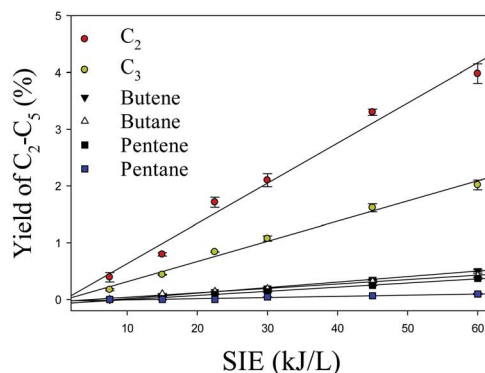 Yield of C₂-C₅ (%)
5
4
3
2
1
0
C₂
C₃
Butene
Butane
Pentene
Pentane
10 20 30 40 50 60
SIE (kJ/L)